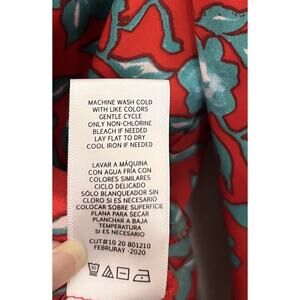 MACHINE WASH COLD
WITH LIKE COLORS
GENTLE CYCLE
ONLY NON-CHLORINE
BLEACH IF NEEDED
LAY FLAT TO DRY
COOL IRON IF NEEDED
LAVAR A MÁQUINA
CON AGUA FRÍA CON
COLORES SIMILARES
CICLO DELICADO
SÓLO BLANQUEADOR SIN
CLORO SI ES NECESARIO
COLOCAR SOBRE SUPERFICIE
PLANA PARA SECAR
PLANCHAR A BAJA
TEMPERATURA
SI ES NECESARIO
CUT#10 20 801210
FEBRURAY -2020
30